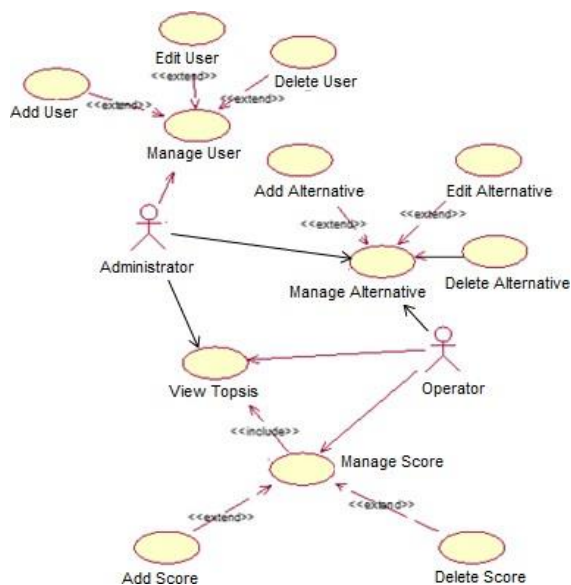 Edit User
<<extend>>
Delete User
Add User
<<extend>>
<<extend>>
Manage User
Add Alternative
Edit Alternative
<<extend>>
<<extend>>
Administrator
Manage Alternative
Delete Alternative
View Topsis
Operator
<<include>>
Manage Score
<<extend>>
<<extend>>
Add Score
Delete Score